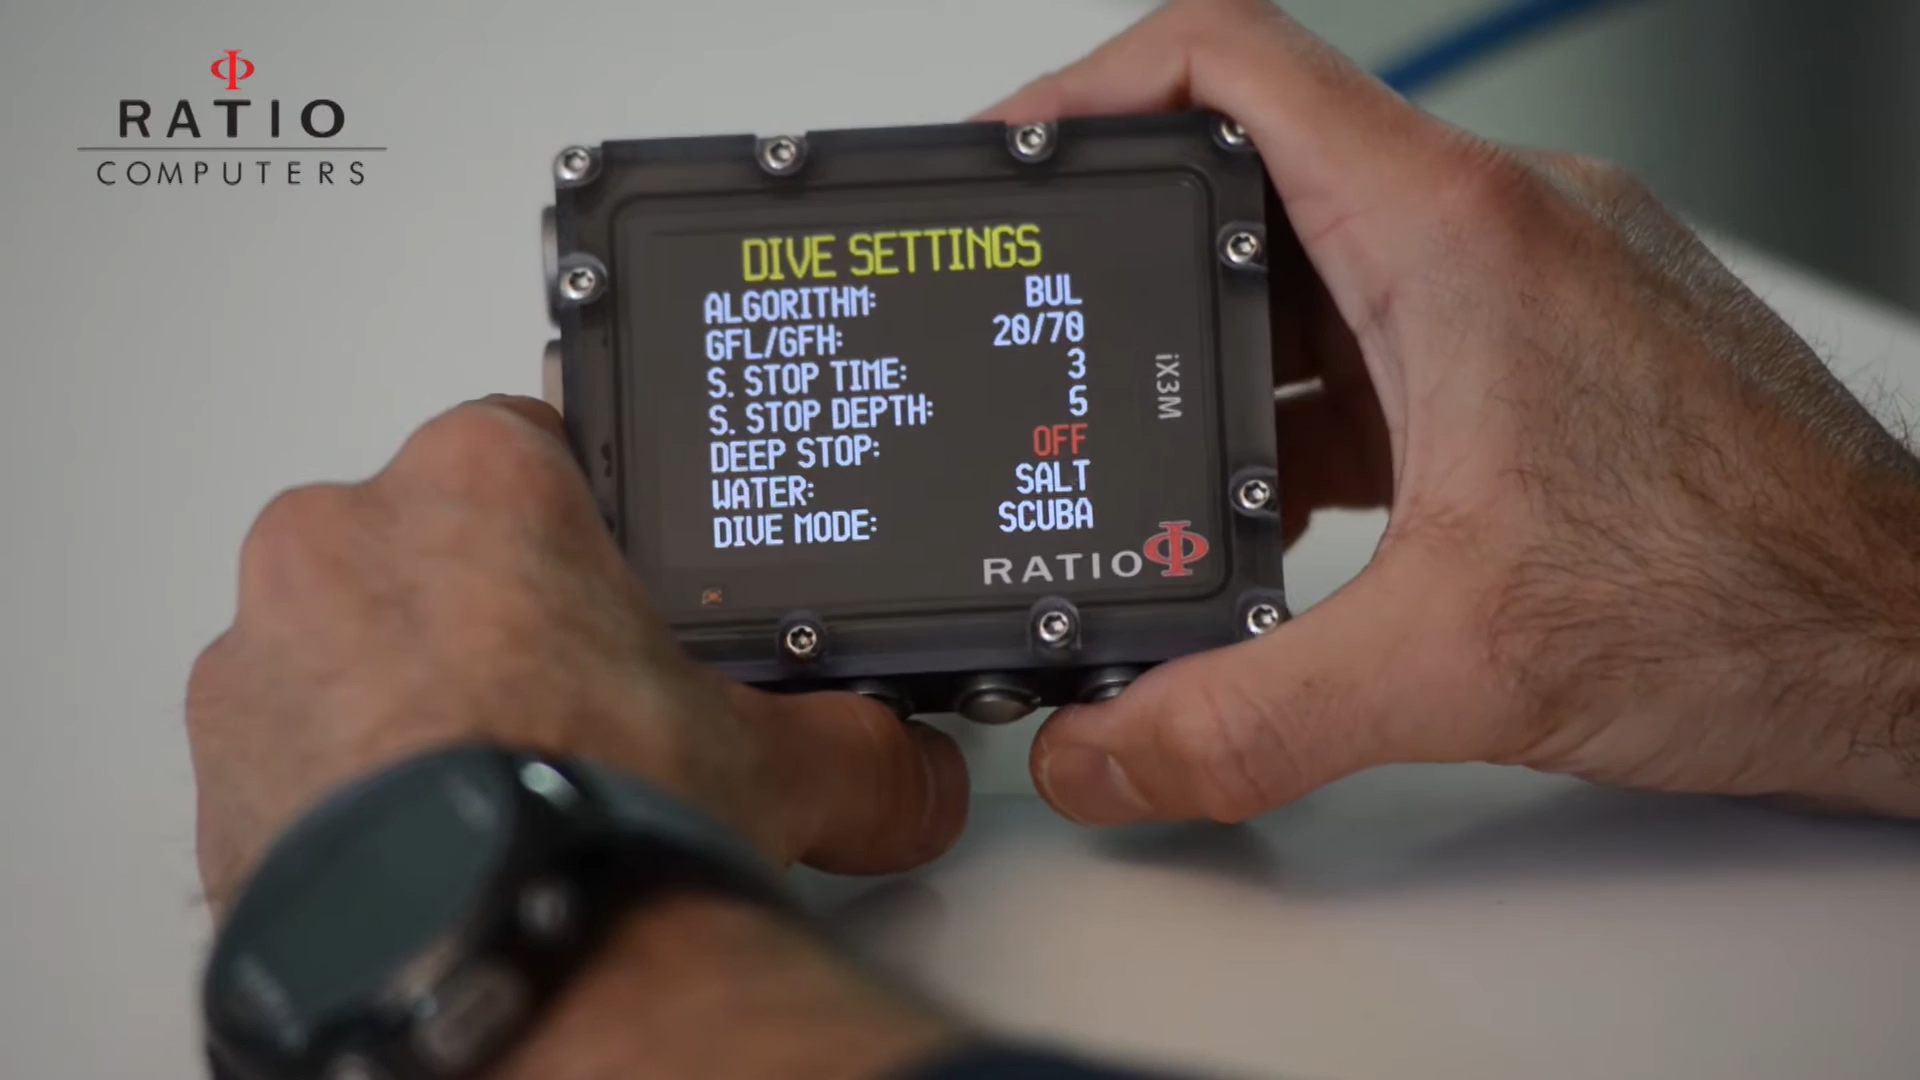 RATIO
COMPUTERS
DIVE SETTINGS
ALGORITHM: BUL
GFL/GFH: 20/70
S. STOP TIME: 3
S. STOP DEPTH: 5
DEEP STOP: OFF
WATER: SALT
DIVE MODE: SCUBA
iX3M
RATIO